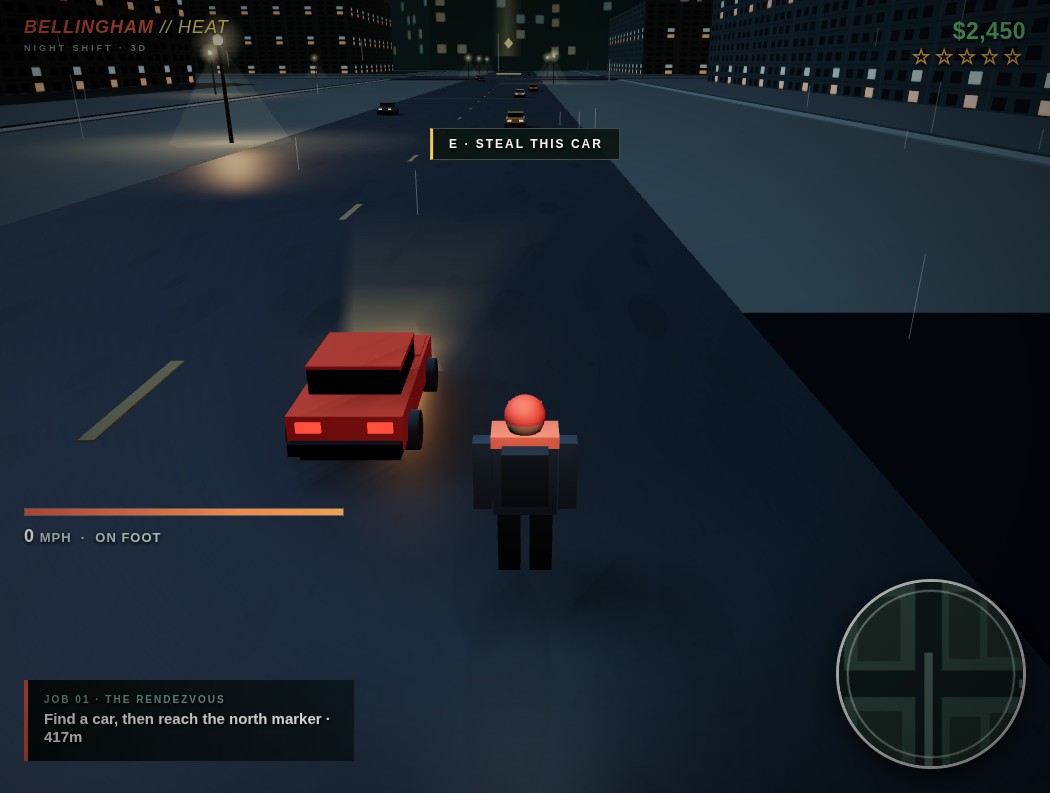 BELLINGHAM // HEAT
NIGHT SHIFT · 3D
$2,450
E · STEAL THIS CAR
0 MPH · ON FOOT
JOB 01 · THE RENDEZVOUS
Find a car, then reach the north marker ·
417m